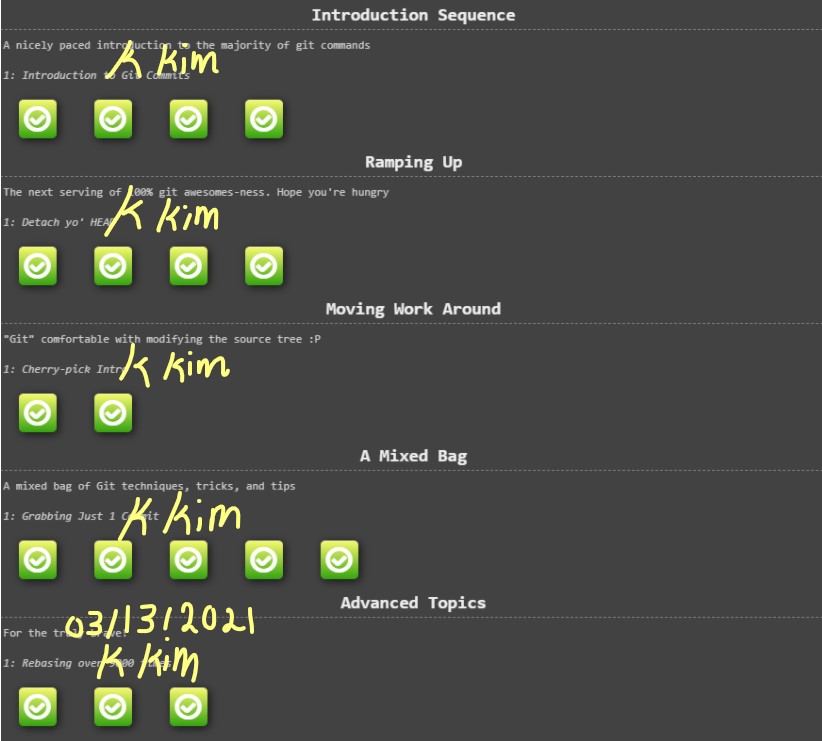 Introduction Sequence
A nicely paced introduction to the majority of git commands
K Kim
1: Introduction to Git Commits
Ramping Up
The next serving of 100% git awesomes-ness. Hope you're hungry
K Kim
1: Detach yo' HEAD
Moving Work Around
"Git" comfortable with modifying the source tree :P
K Kim
1: Cherry-pick Intro
A Mixed Bag
A mixed bag of Git techniques, tricks, and tips
K Kim
1: Grabbing Just 1 Commit
Advanced Topics
03/13/2021
For the truly brave!
K Kim
1: Rebasing over 9000 times